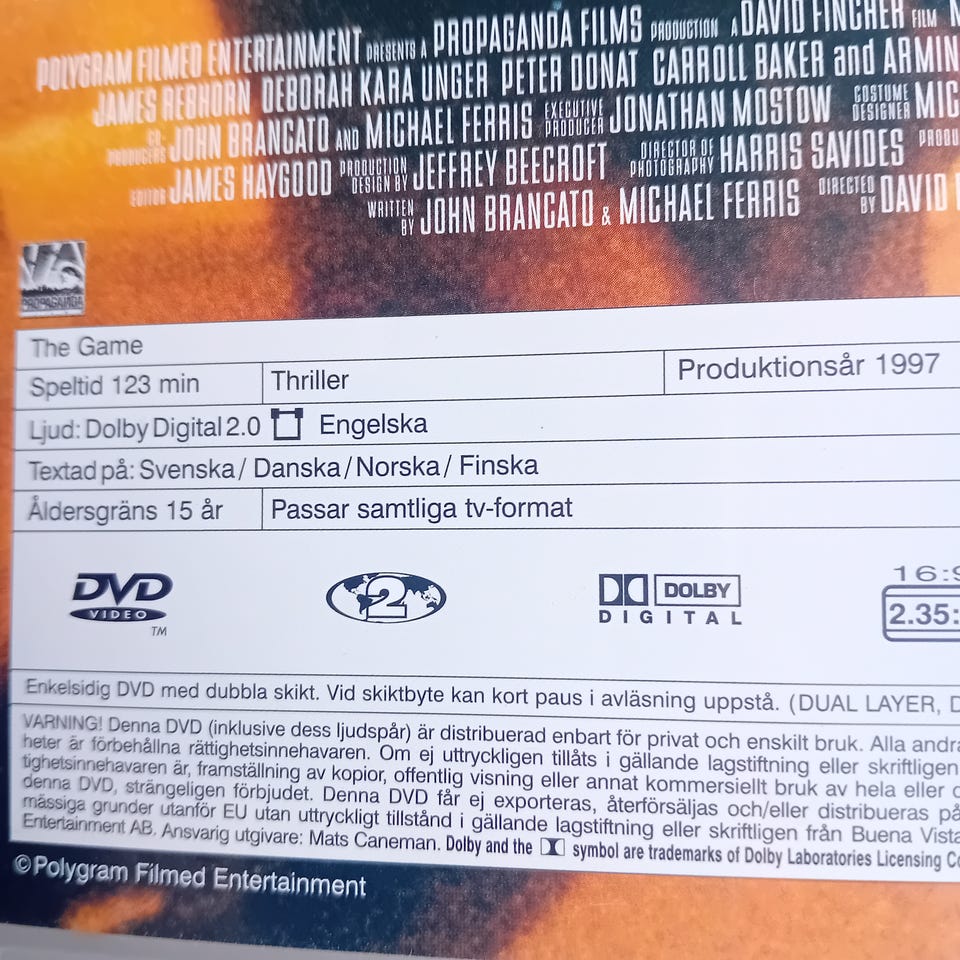 POLYGRAM FILMED ENTERTAINMENT PRESENTS A PROPAGANDA FILMS PRODUCTION A DAVID FINCHER FILM
JAMES REBHORN DEBORAH KARA UNGER PETER DONAT CARROLL BAKER and ARMIN
CO-PRODUCERS JOHN BRANCATO AND MICHAEL FERRIS EXECUTIVE PRODUCER JONATHAN MOSTOW COSTUME DESIGNER MIC
EDITOR JAMES HAYGOOD PRODUCTION DESIGN BY JEFFREY BEECROFT DIRECTOR OF PHOTOGRAPHY HARRIS SAVIDES PRODU
WRITTEN BY JOHN BRANCATO & MICHAEL FERRIS DIRECTED BY DAVID
PROPAGANDA
The Game
Speltid 123 min Thriller Produktionsår 1997
Ljud: Dolby Digital 2.0 Engelska
Textad på: Svenska/ Danska/Norska/ Finska
Åldersgräns 15 år Passar samtliga tv-format
DVD VIDEO TM 2 DOLBY DIGITAL 16:9 2.35:
Enkelsidig DVD med dubbla skikt. Vid skiktbyte kan kort paus i avläsning uppstå. (DUAL LAYER, D
VARNING! Denna DVD (inklusive dess ljudspår) är distribuerad enbart för privat och enskilt bruk. Alla andra
heter är förbehållna rättighetsinnehavaren. Om ej uttryckligen tillåts i gällande lagstiftning eller skriftligen
tighetsinnehavaren är, framställning av kopior, offentlig visning eller annat kommersiellt bruk av hela eller d
denna DVD, strängeligen förbjudet. Denna DVD får ej exporteras, återförsäljas och/eller distribueras på
mässiga grunder utanför EU utan uttryckligt tillstånd i gällande lagstiftning eller skriftligen från Buena Vista
Entertainment AB. Ansvarig utgivare: Mats Caneman. Dolby and the symbol are trademarks of Dolby Laboratories Licensing Co
©Polygram Filmed Entertainment